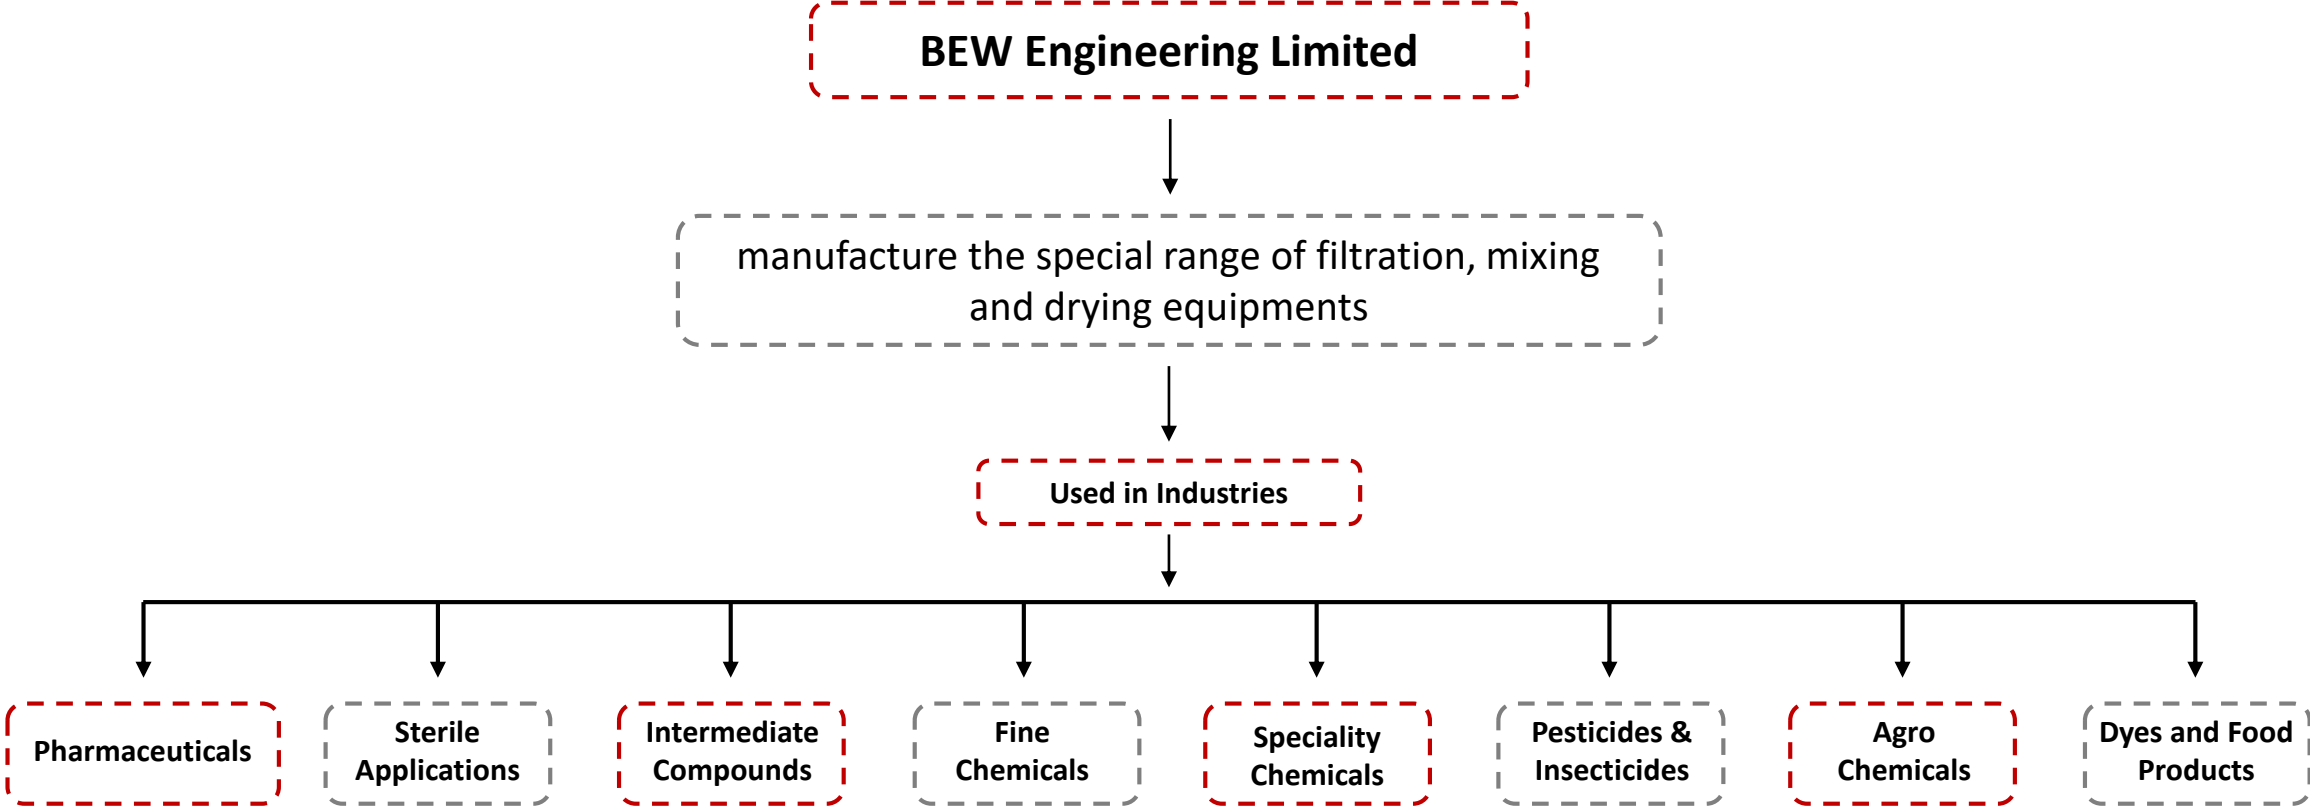 BEW Engineering Limited
manufacture the special range of filtration, mixing
and drying equipments
Used in Industries
Pharmaceuticals
Sterile
Applications
Intermediate
Compounds
Fine
Chemicals
Speciality
Chemicals
Pesticides &
Insecticides
Agro
Chemicals
Dyes and Food
Products